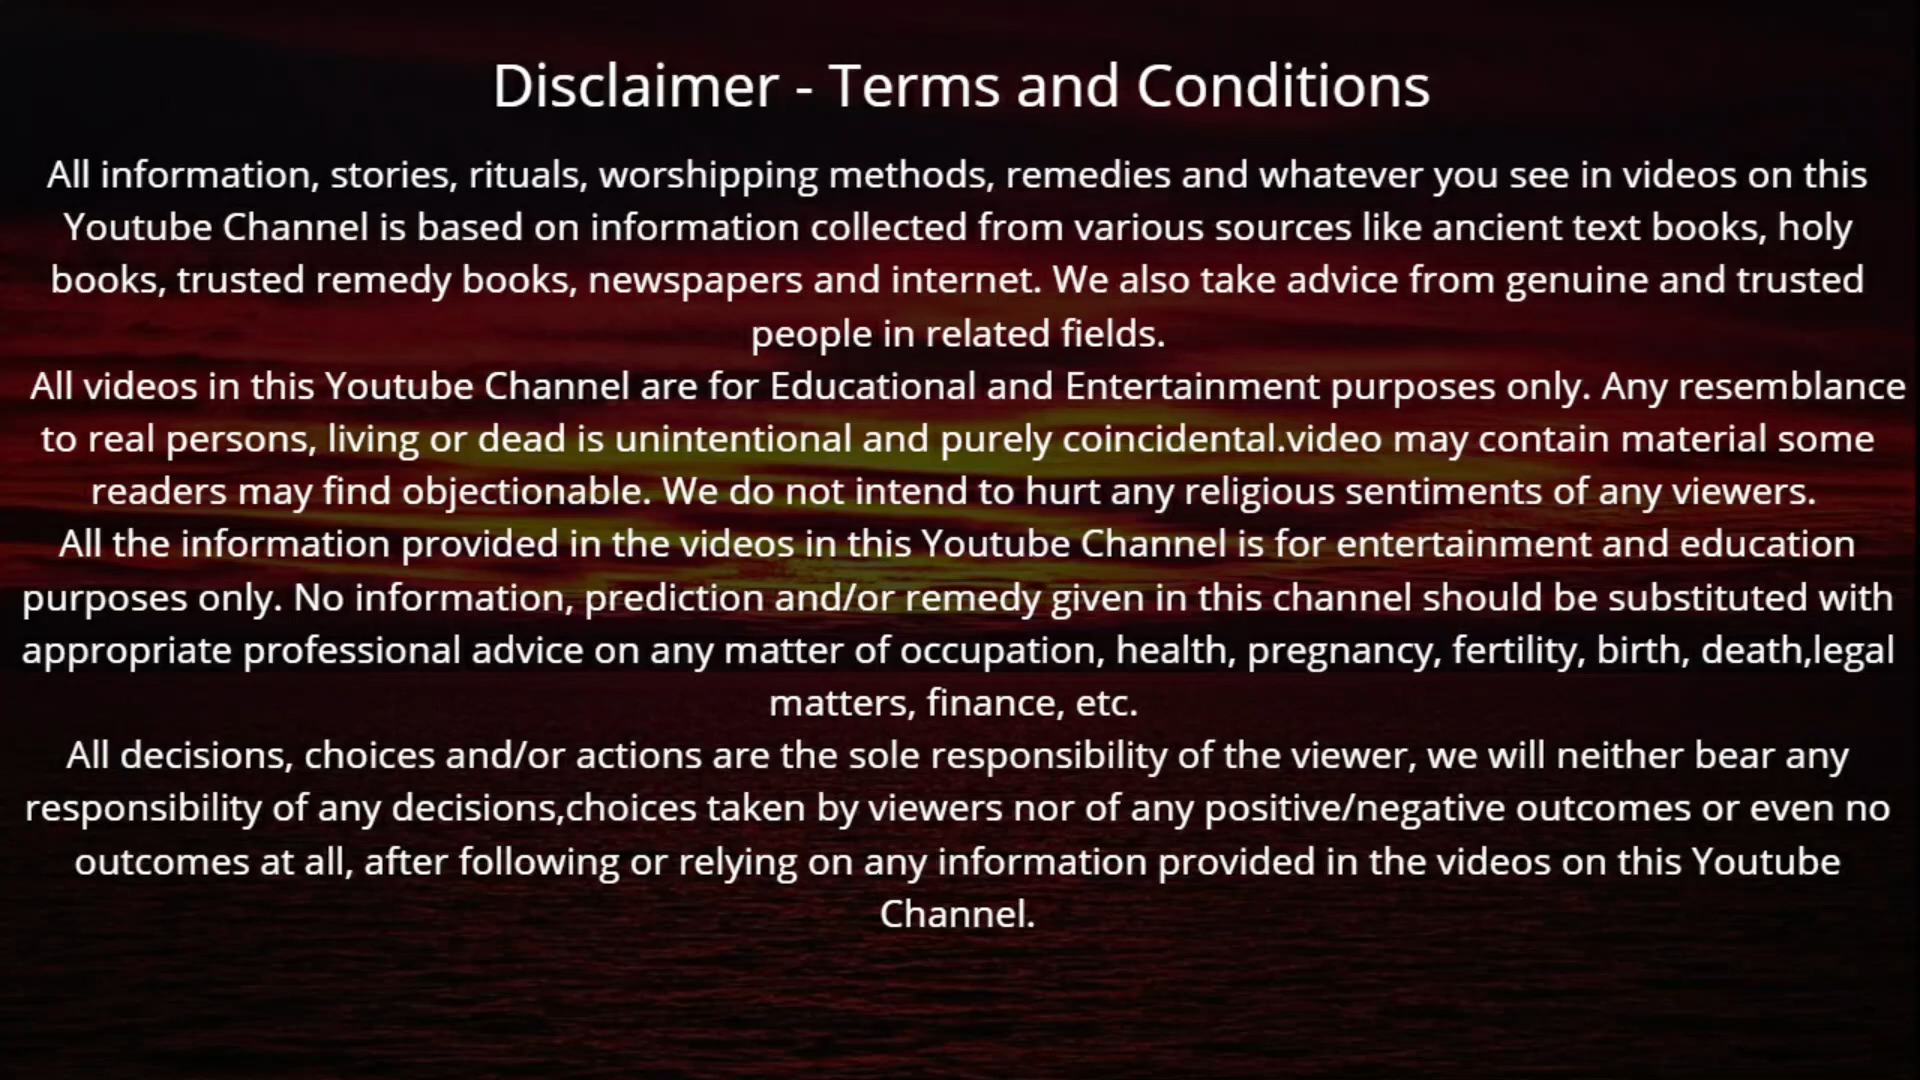 Disclaimer - Terms and Conditions
All information, stories, rituals, worshipping methods, remedies and whatever you see in videos on this
Youtube Channel is based on information collected from various sources like ancient text books, holy
books, trusted remedy books, newspapers and internet. We also take advice from genuine and trusted
people in related fields.
All videos in this Youtube Channel are for Educational and Entertainment purposes only. Any resemblance
to real persons, living or dead is unintentional and purely coincidental.video may contain material some
readers may find objectionable. We do not intend to hurt any religious sentiments of any viewers.
All the information provided in the videos in this Youtube Channel is for entertainment and education
purposes only. No information, prediction and/or remedy given in this channel should be substituted with
appropriate professional advice on any matter of occupation, health, pregnancy, fertility, birth, death,legal
matters, finance, etc.
All decisions, choices and/or actions are the sole responsibility of the viewer, we will neither bear any
responsibility of any decisions,choices taken by viewers nor of any positive/negative outcomes or even no
outcomes at all, after following or relying on any information provided in the videos on this Youtube
Channel.